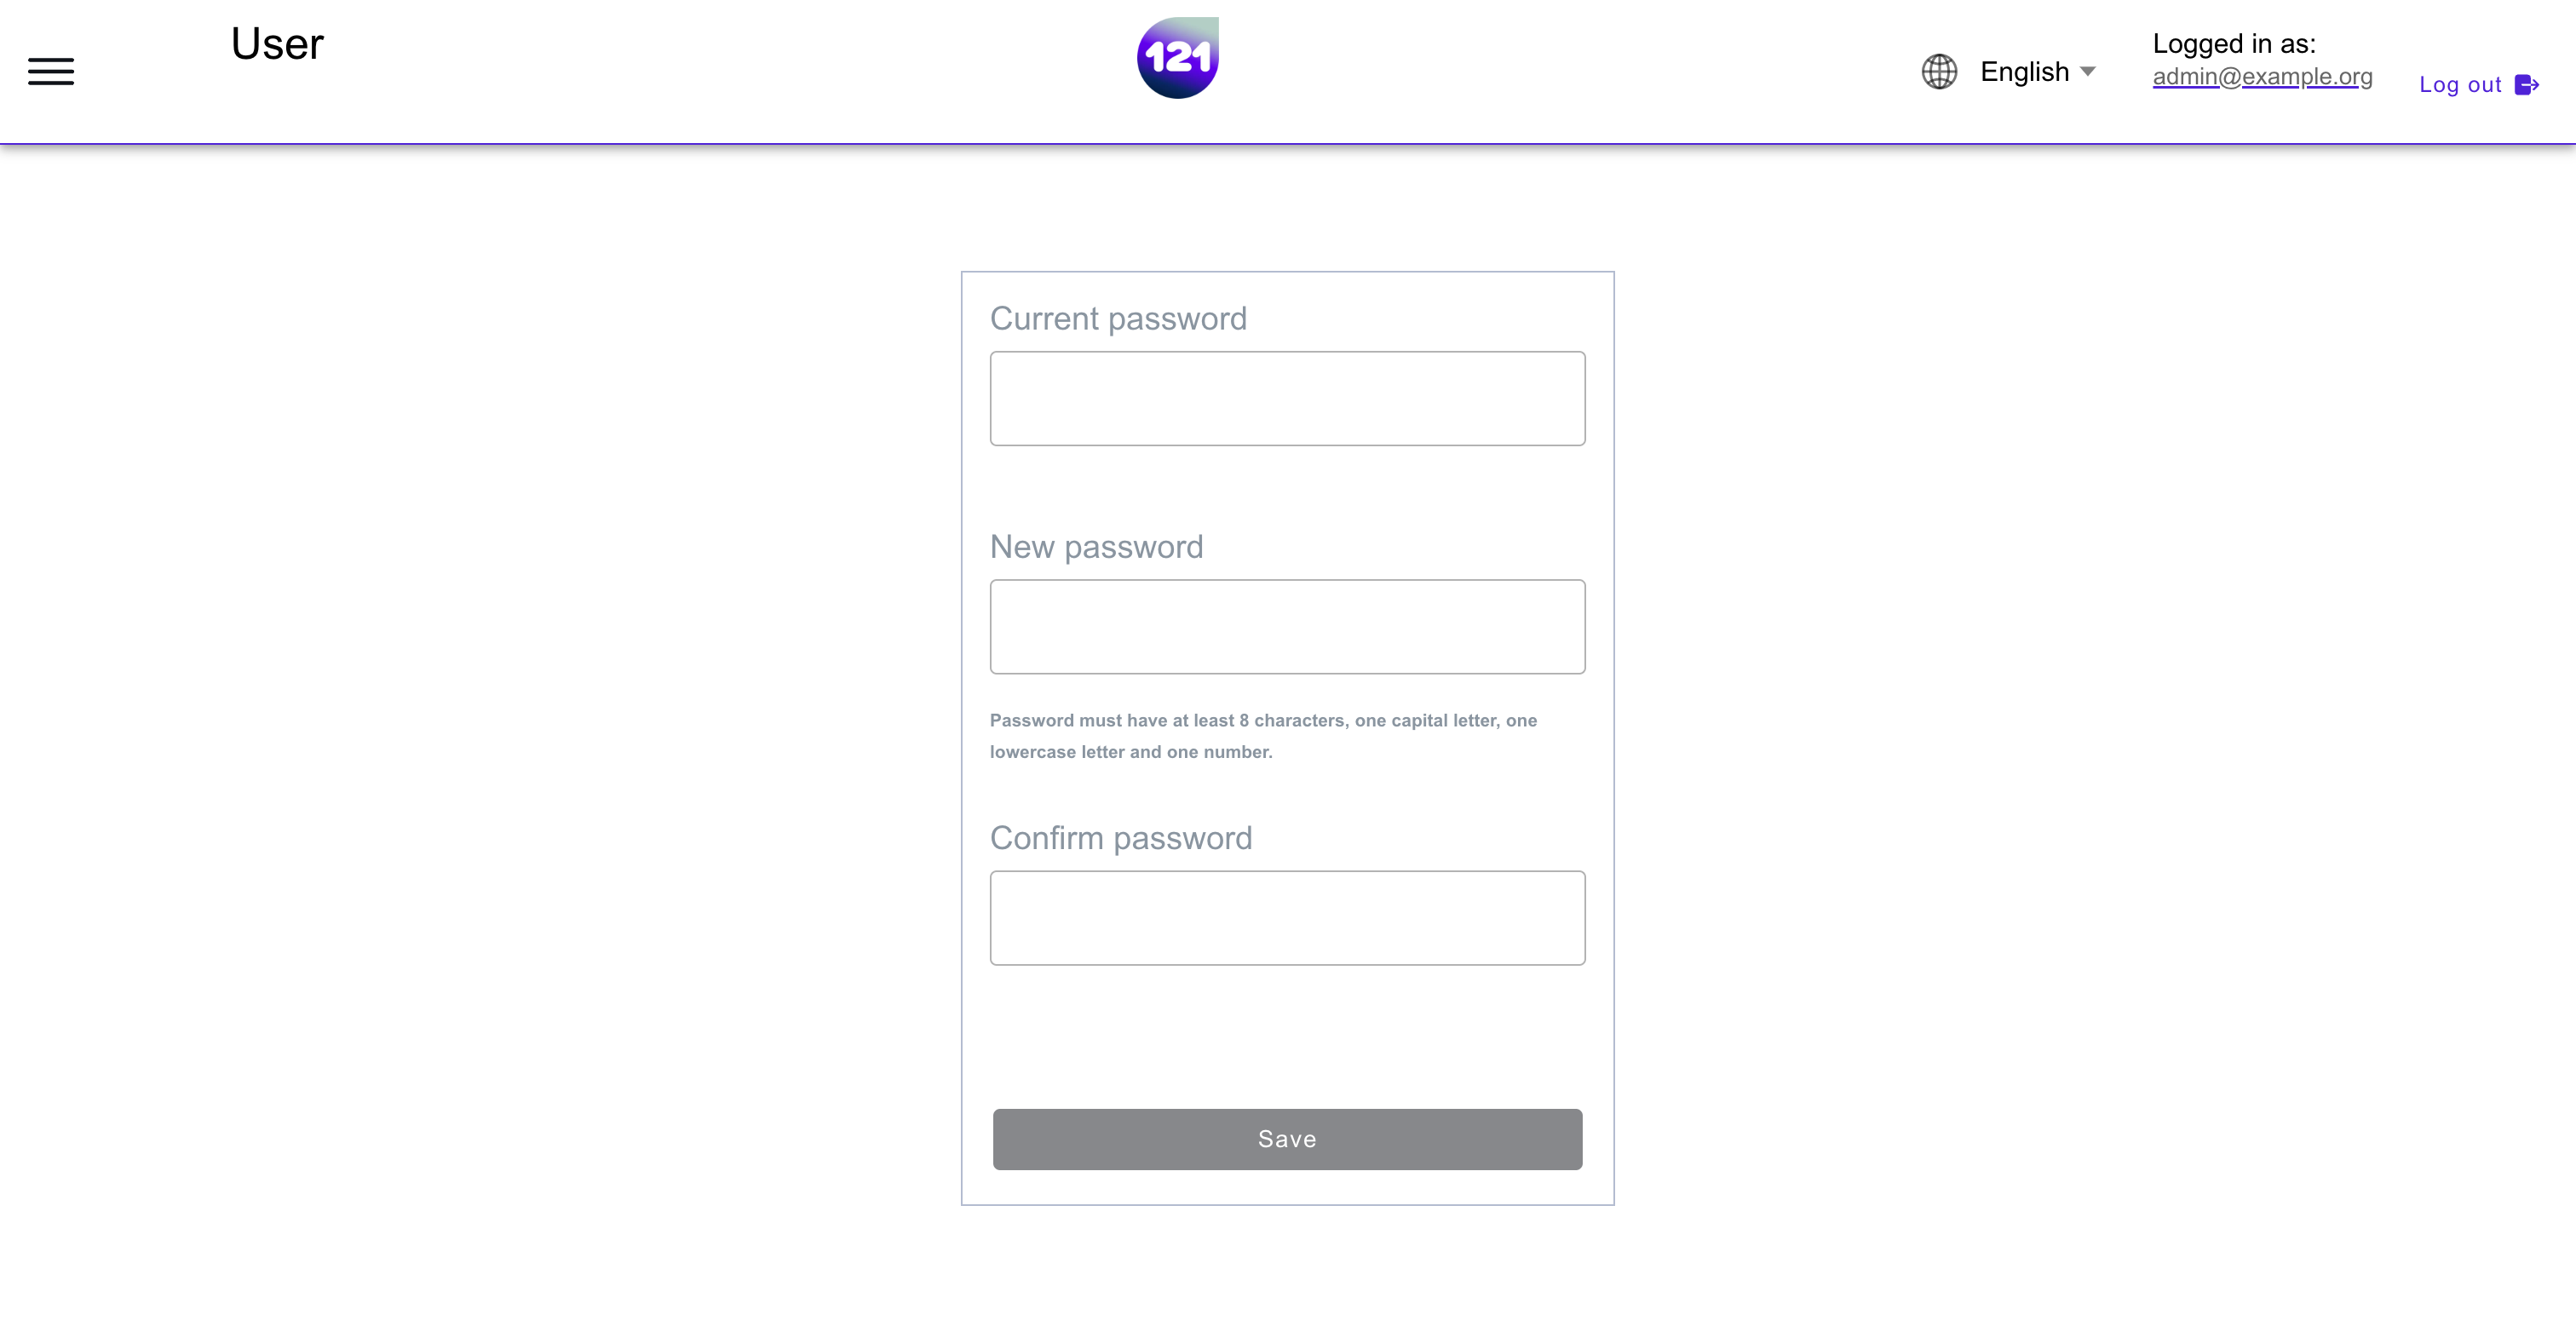 User
121
English
Logged in as:
admin@example.org
Log out
Current password
New password
Password must have at least 8 characters, one capital letter, one
lowercase letter and one number.
Confirm password
Save